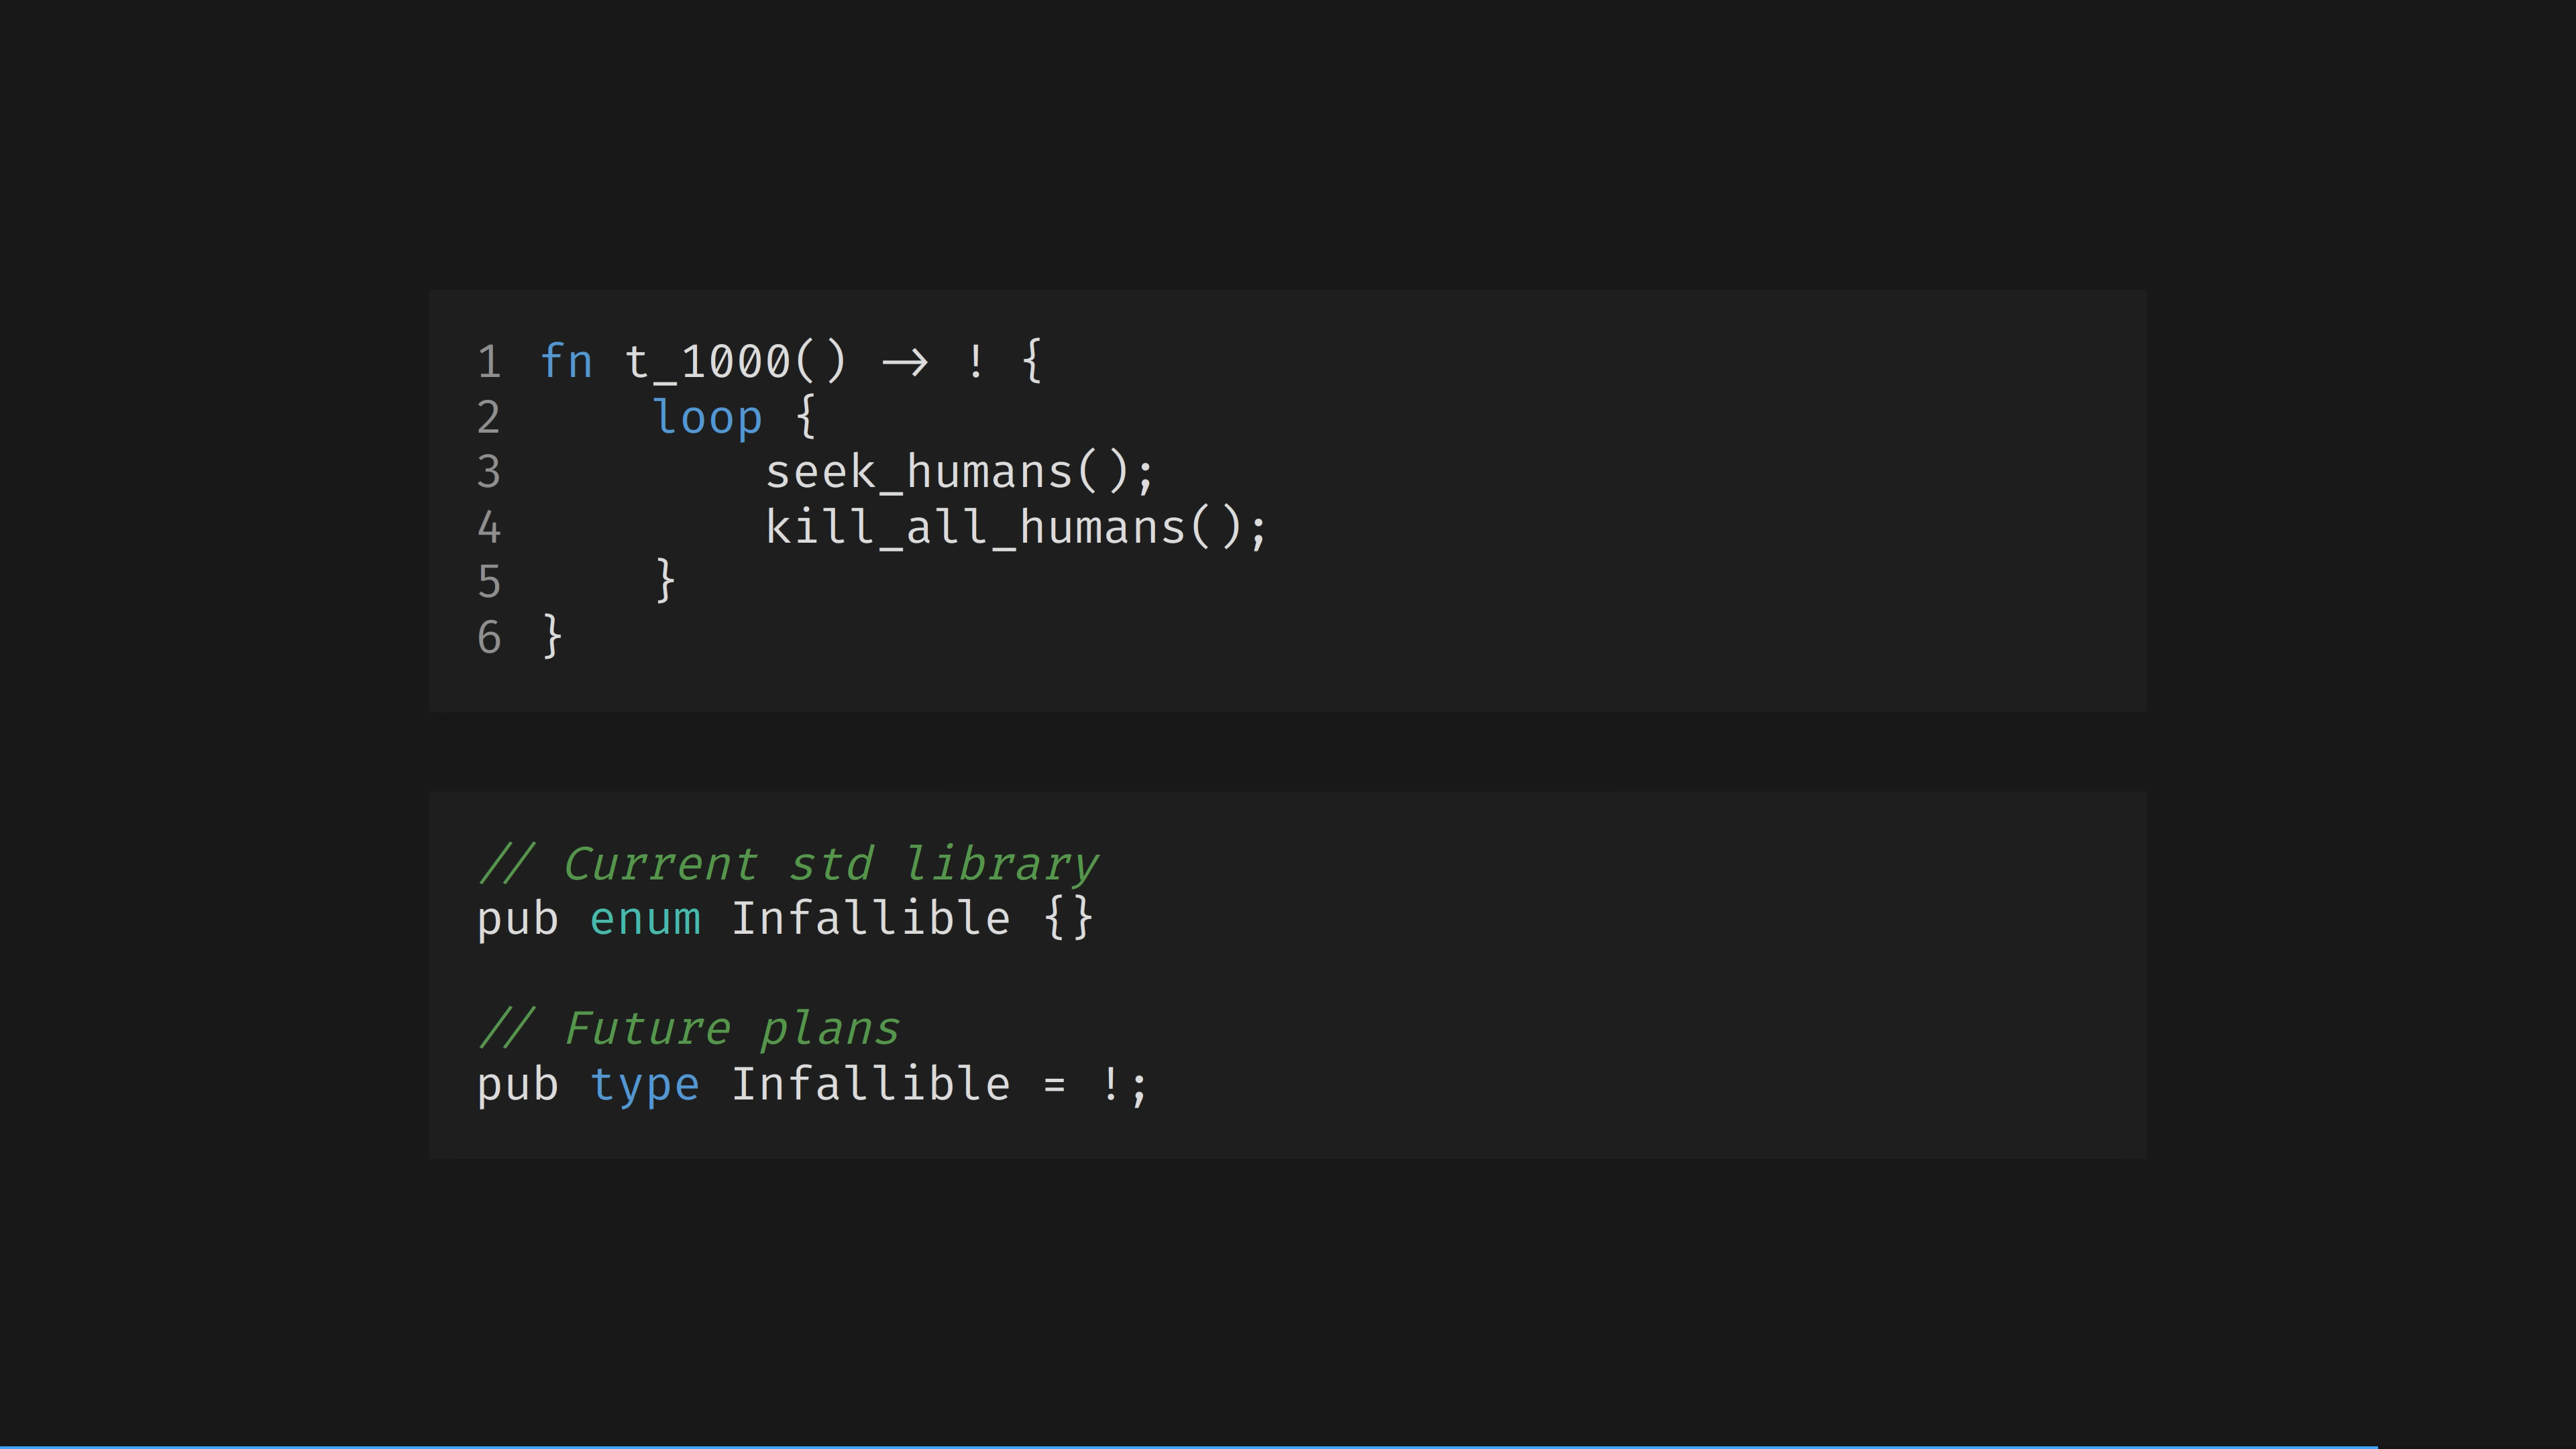 1 fn t_1000() -> ! {
2     loop {
3         seek_humans();
4         kill_all_humans();
5     }
6 }
// Current std library
pub enum Infallible {}
// Future plans
pub type Infallible = !;